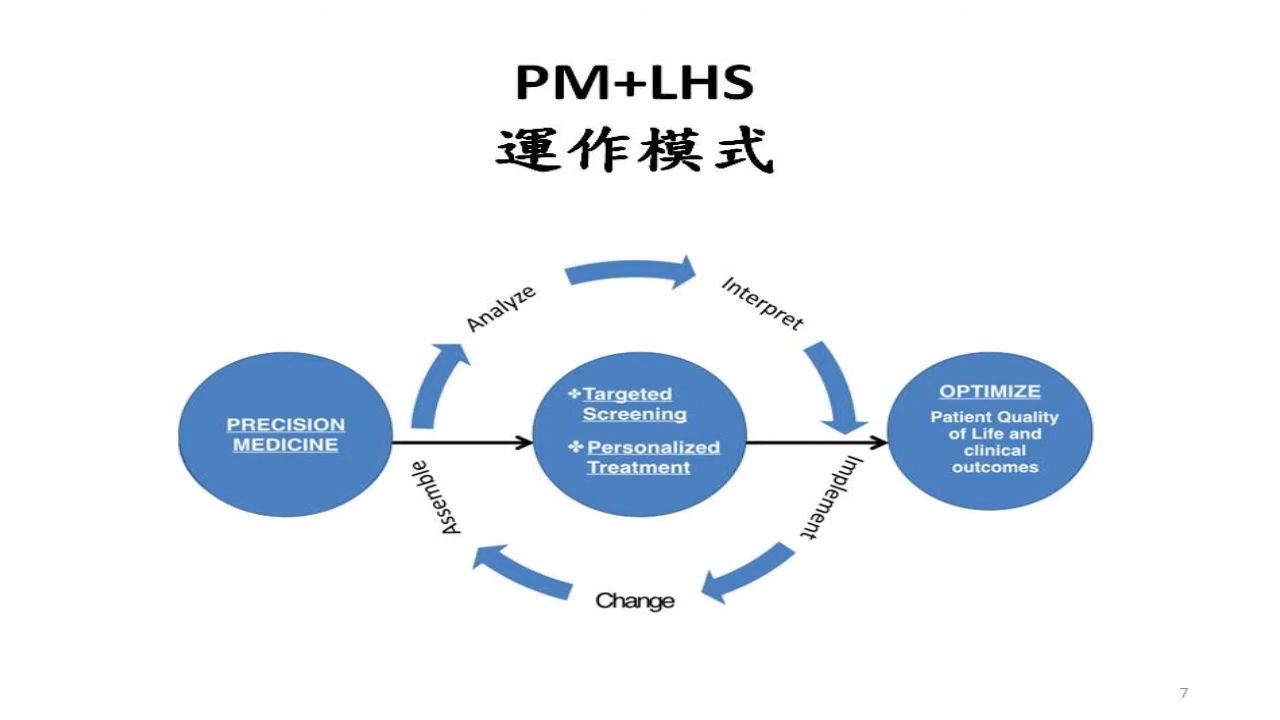 PM+LHS
運作模式
Analyze
Interpret
PRECISION
MEDICINE
✤Targeted
Screening
✤Personalized
Treatment
OPTIMIZE
Patient Quality
of Life and
clinical
outcomes
Assemble
Implement
Change
7